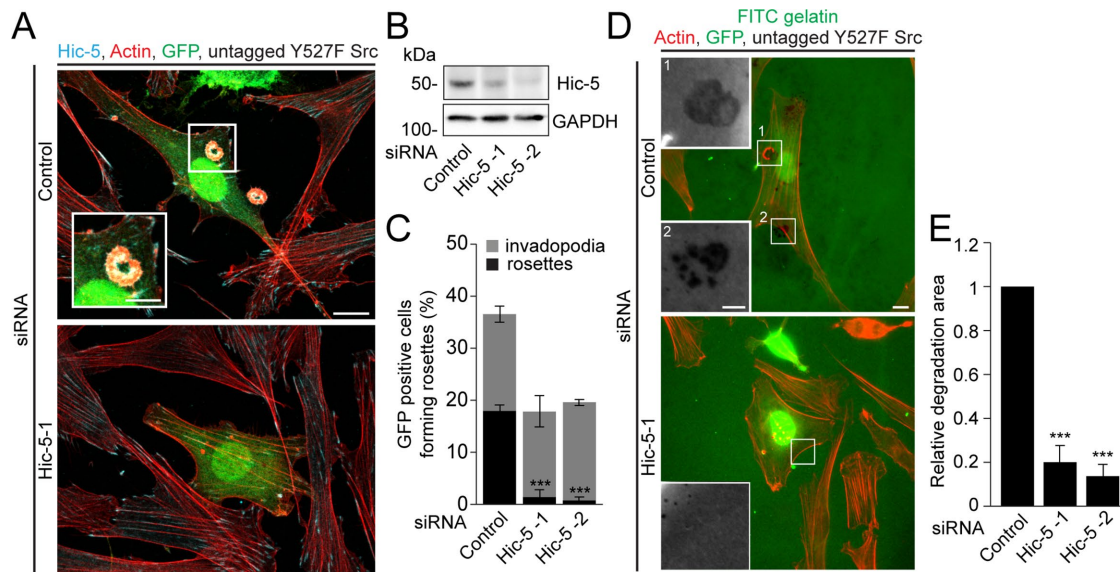 A
Hic-5, Actin, GFP, untagged Y527F Src
siRNA
Control
Hic-5-1
B
kDa
50-
Hic-5
100-
GAPDH
siRNA
Control
Hic-5 -1
Hic-5 -2
C
GFP positive cells
forming rosettes (%)
50
40
30
20
10
0
invadopodia
rosettes
*** ***
siRNA
Control
Hic-5 -1
Hic-5 -2
D
FITC gelatin
Actin, GFP, untagged Y527F Src
siRNA
Control
Hic-5-1
1
1
2
2
E
Relative degradation area
1.2
1
0.8
0.6
0.4
0.2
0
*** ***
siRNA
Control
Hic-5 -1
Hic-5 -2